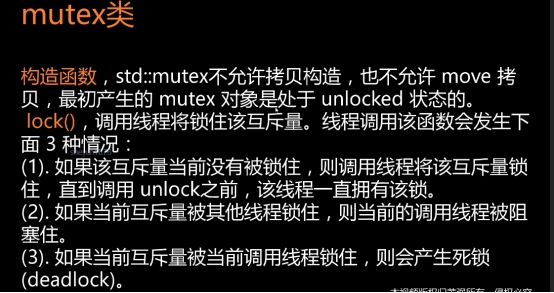 mutex类
构造函数，std::mutex不允许拷贝构造，也不允许 move 拷
贝，最初产生的 mutex 对象是处于 unlocked 状态的。
lock()，调用线程将锁住该互斥量。线程调用该函数会发生下
面 3 种情况：
(1). 如果该互斥量当前没有被锁住，则调用线程将该互斥量锁
住，直到调用 unlock之前，该线程一直拥有该锁。
(2). 如果当前互斥量被其他线程锁住，则当前的调用线程被阻
塞住。
(3). 如果当前互斥量被当前调用线程锁住，则会产生死锁
(deadlock)。